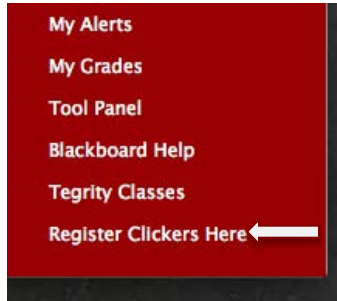 My Alerts
My Grades
Tool Panel
Blackboard Help
Tegrity Classes
Register Clickers Here